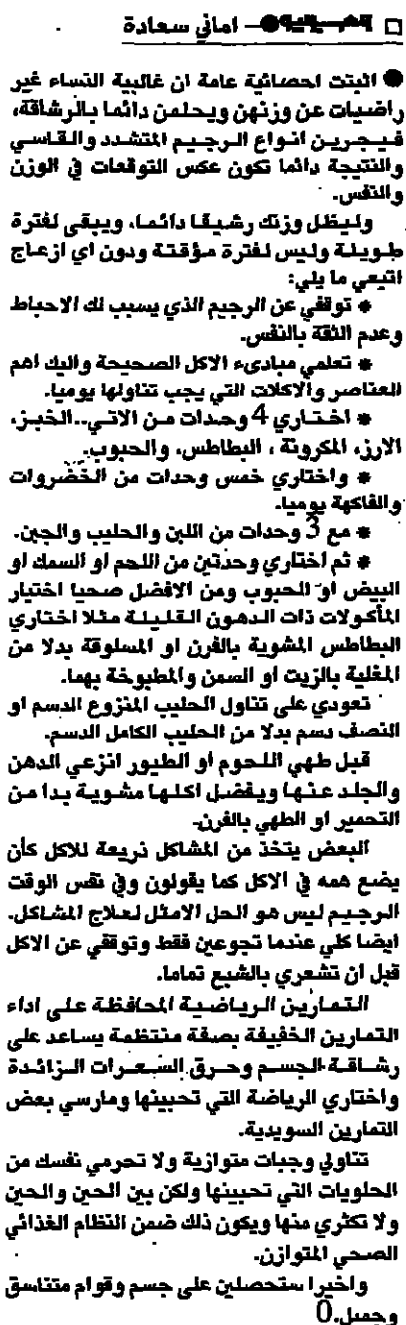 اماني سعادة
● اثبتت احصائية عامة ان غالبية النساء غير
راضيات عن وزنهن ويحلمن دائما بالرشاقة،
فيجرين انواع الرجيم المتشدد والقاسي
والنتيجة دائما تكون عكس التوقعات في الوزن
والنفس.
وليظل وزنك رشيقا دائما، ويبقى لفترة
طويلة وليس لفترة مؤقتة ودون اي ازعاج
اتبعي ما يلي:
* توقفي عن الرجيم الذي يسبب لك الاحباط
وعدم الثقة بالنفس.
* تعلمي مبادىء الاكل الصحيحة واليك اهم
العناصر والاكلات التي يجب تناولها يوميا.
* اختاري 4 وحدات من الاتي..الخبز،
الارز، المكرونة ، البطاطس، والحبوب.
* واختاري خمس وحدات من الخضروات
والفاكهة يوميا.
* مع 3 وحدات من اللبن والحليب والجبن.
* ثم اختاري وحدتين من اللحم او السمك او
البيض او الحبوب ومن الافضل صحيا اختيار
المأكولات ذات الدهون القليلة مثلا اختاري
البطاطس المشوية بالفرن او المسلوقة بدلا من
المغلية بالزيت او السمن والمطبوخة بهما.
تعودي على تناول الحليب المنزوع الدسم او
النصف دسم بدلا من الحليب الكامل الدسم.
قبل طهي اللحوم او الطيور انزعي الدهن
والجلد عنها ويفضل اكلها مشوية بدا من
التحمير او الطهي بالفرن.
البعض يتخذ من المشاكل ذريعة للاكل كأن
يضع همه في الاكل كما يقولون وفي نفس الوقت
الرجيم ليس هو الحل الامثل لعلاج المشاكل.
ايضا كلي عندما تجوعين فقط وتوقفي عن الاكل
قبل ان تشعري بالشبع تماما.
التمارين الرياضية المحافظة على اداء
التمارين الخفيفة بصفة منتظمة يساعد على
رشاقة الجسم وحرق السعرات الزائدة
واختاري الرياضة التي تحبينها ومارسي بعض
التمارين السويدية.
تناولي وجبات متوازية ولا تحرمي نفسك من
الحلويات التي تحبينها ولكن بين الحين والحين
ولا تكثري منها ويكون ذلك ضمن النظام الغذائي
الصحي المتوازن.
واخيرا ستحصلين على جسم وقوام متناسق
وجميل.0